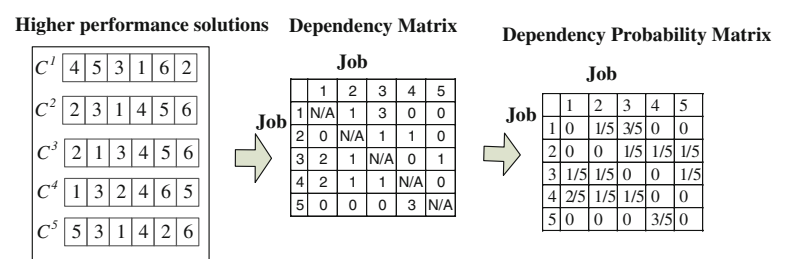 Higher performance solutions
Dependency Matrix
Dependency Probability Matrix
C¹ 4 5 3 1 6 2
C² 2 3 1 4 5 6
C³ 2 1 3 4 5 6
C⁴ 1 3 2 4 6 5
C⁵ 5 3 1 4 2 6
Job
Job
1 2 3 4 5
1 N/A 1 3 0 0
2 0 N/A 1 1 0
3 2 1 N/A 0 1
4 2 1 1 N/A 0
5 0 0 0 3 N/A
Job
Job
1 2 3 4 5
1 0 1/5 3/5 0 0
2 0 0 1/5 1/5 1/5
3 1/5 1/5 0 0 1/5
4 2/5 1/5 1/5 0 0
5 0 0 0 3/5 0